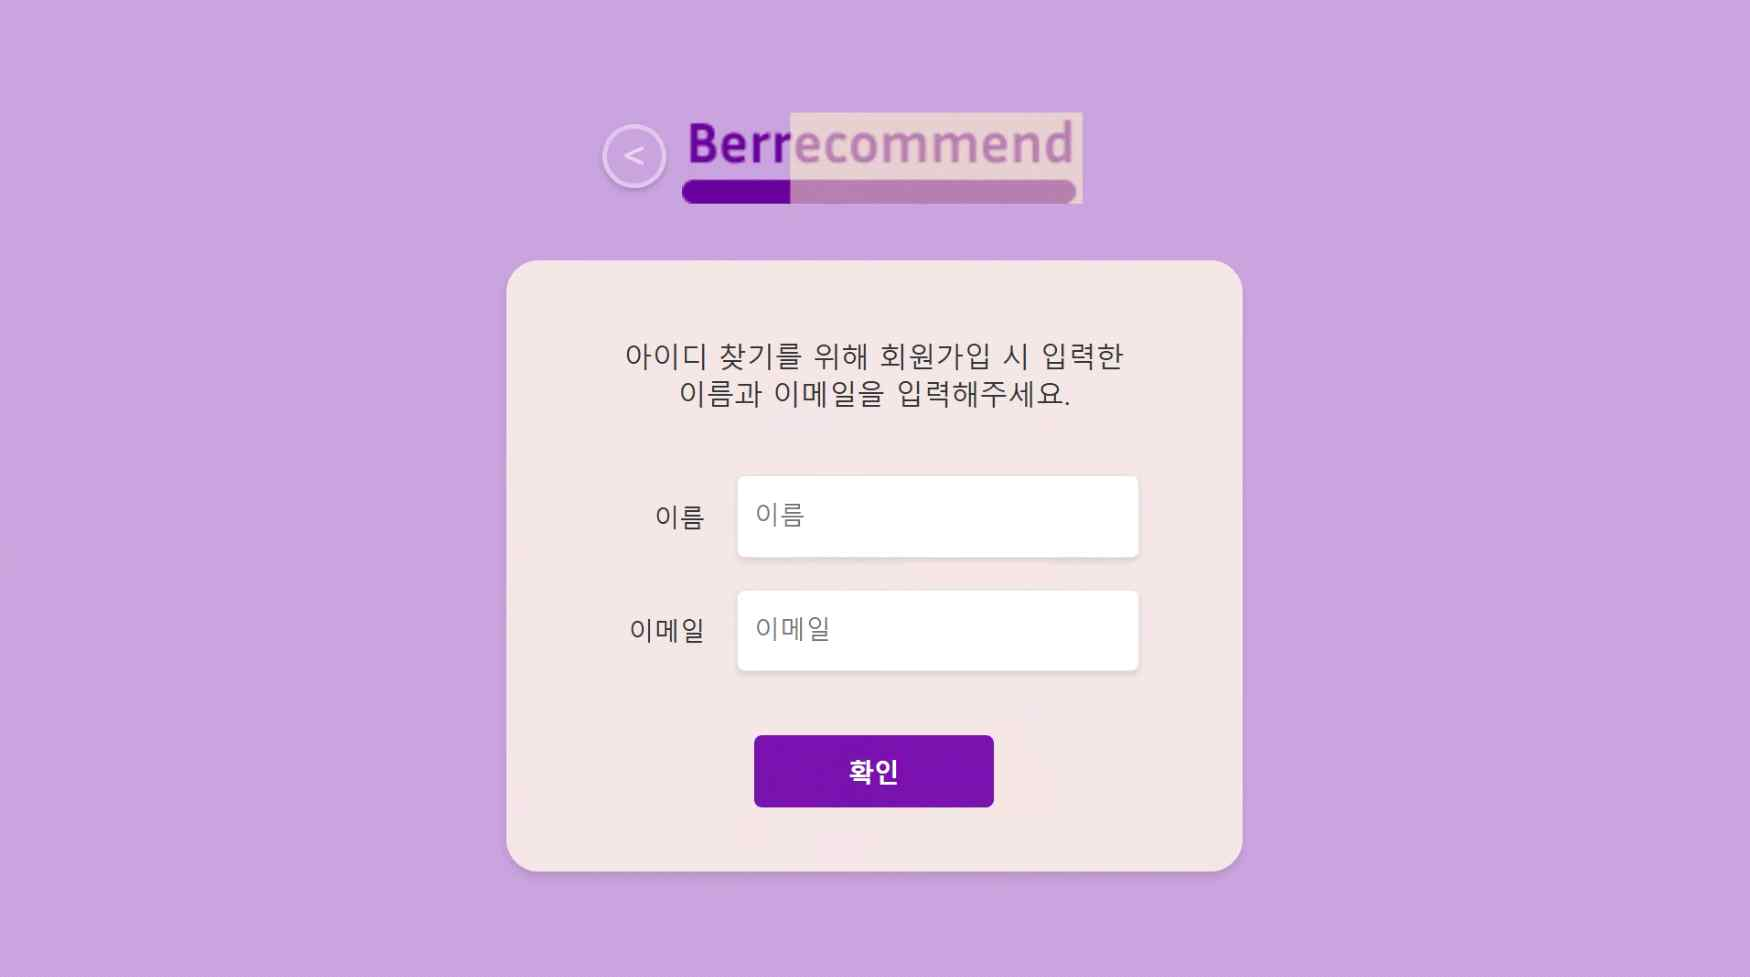 <
Berrecommend
아이디 찾기를 위해 회원가입 시 입력한
이름과 이메일을 입력해주세요.
이름
이름
이메일
이메일
확인